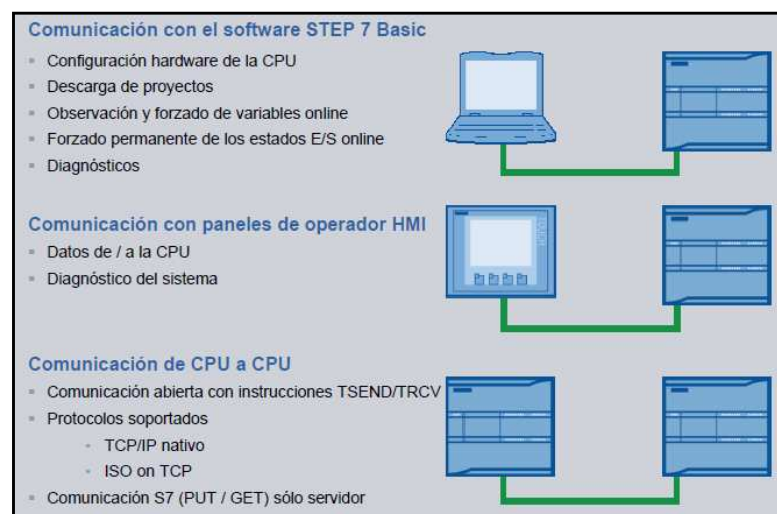 Comunicación con el software STEP 7 Basic
Configuración hardware de la CPU
Descarga de proyectos
Observación y forzado de variables online
Forzado permanente de los estados E/S online
Diagnósticos
Comunicación con paneles de operador HMI
Datos de / a la CPU
Diagnóstico del sistema
TOUCH
Comunicación de CPU a CPU
Comunicación abierta con instrucciones TSEND/TRCV
Protocolos soportados
TCP/IP nativo
ISO on TCP
Comunicación S7 (PUT / GET) sólo servidor